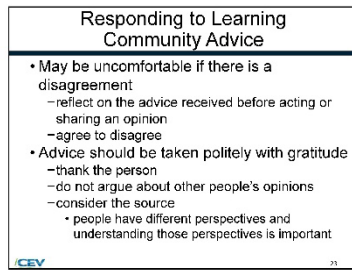 Responding to Learning
Community Advice
• May be uncomfortable if there is a
disagreement
–reflect on the advice received before acting or
sharing an opinion
–agree to disagree
• Advice should be taken politely with gratitude
–thank the person
–do not argue about other people's opinions
–consider the source
• people have different perspectives and
understanding those perspectives is important
iCEV
23